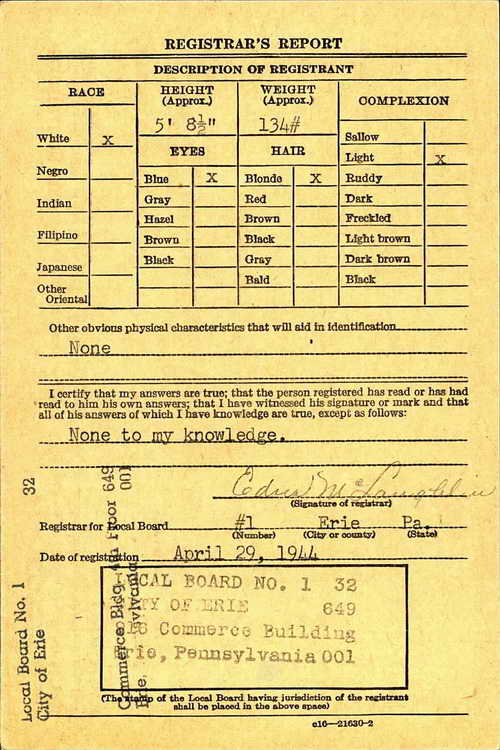 REGISTRAR'S REPORT
DESCRIPTION OF REGISTRANT
RACE
HEIGHT (Approx.)
WEIGHT (Approx.)
COMPLEXION
5' 8½"
134#
White X
Negro
Indian
Filipino
Japanese
Other Oriental
EYES
Blue X
Gray
Hazel
Brown
Black
HAIR
Blonde X
Red
Brown
Black
Gray
Bald
Sallow
Light X
Ruddy
Dark
Freckled
Light brown
Dark brown
Black
Other obvious physical characteristics that will aid in identification
None
I certify that my answers are true; that the person registered has read or has had
read to him his own answers; that I have witnessed his signature or mark and that
all of his answers of which I have knowledge are true, except as follows:
None to my knowledge.
Edna McLaughlin
(Signature of registrar)
Registrar for Local Board #1 Erie Pa.
(Number) (City or county) (State)
Date of registration April 29, 1944
LOCAL BOARD NO. 1 32
CITY OF ERIE 649
Commerce Building
Erie, Pennsylvania 001
(The stamp of the Local Board having jurisdiction of the registrant
shall be placed in the above space)
c16—21630-2
Local Board No. 1 32
City of Erie
Commerce Bldg. Floor 649
Erie, 001